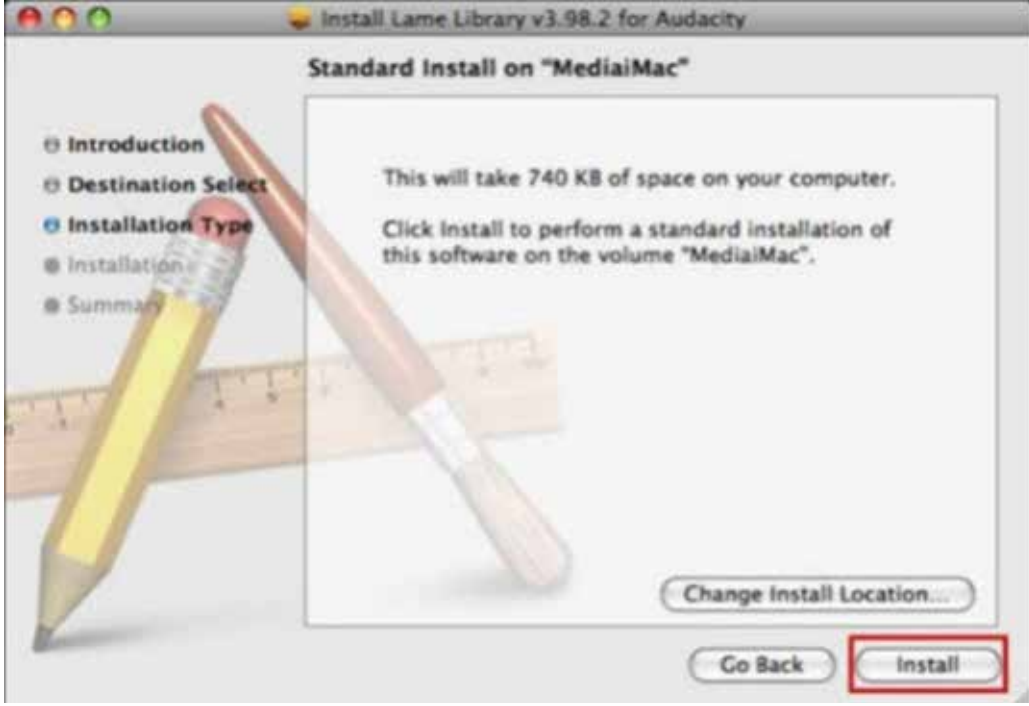 Install Lame Library v3.98.2 for Audacity
Standard Install on "MediaiMac"
Introduction
Destination Select
Installation Type
Installation
Summary
This will take 740 KB of space on your computer.
Click Install to perform a standard installation of
this software on the volume "MediaiMac".
Change Install Location...
Go Back
Install